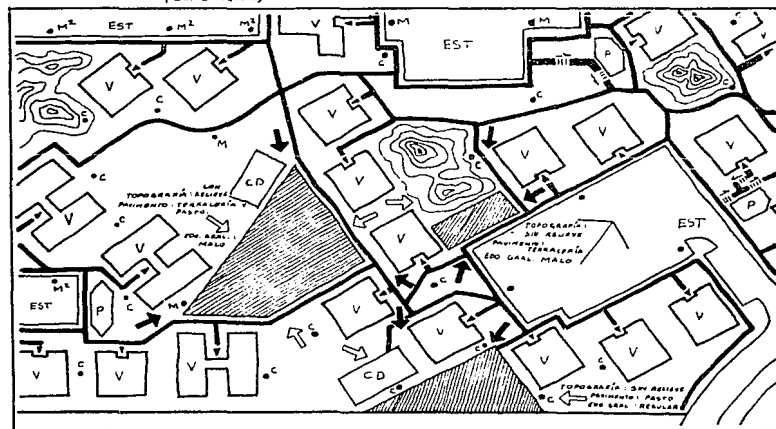 M² EST M² M²
V M M V
EST
P
V V C
C C C
V
V V
M
C
C
CON
TOPOGRAFÍA: RELIEVE
PAVIMENTO: TERRACERÍA Y
PASTO
EDO GRAL.:
MALO
CD
V
V
C
V
V
V
TOPOGRAFÍA:
SIN RELIEVE
PAVIMENTO:
TERRACERÍA
EDO GRAL. MALO
EST
P
M²
EST
P
C
M
C
V
V
V
V
C
V
C
C
V
C
CD
C
V
V
V
C
C
TOPOGRAFÍA: SIN RELIEVE
PAVIMENTO: PASTO
EDO GRAL: REGULAR